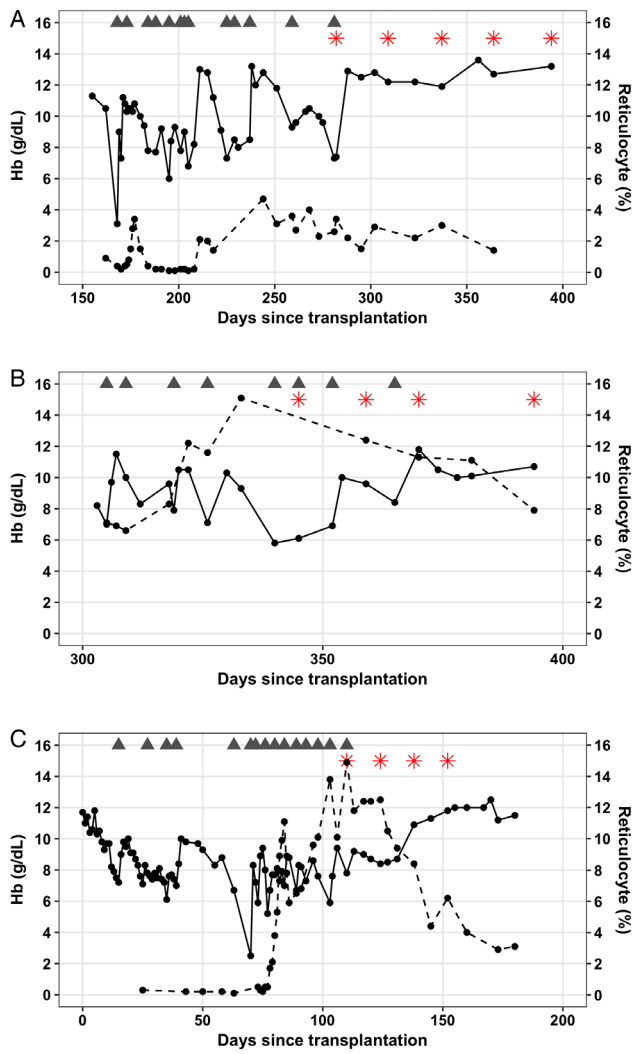 A
16 16
14 14
12 12
10 10
8 8
6 6
4 4
2 2
0 0
Hb (g/dL)
Reticulocyte (%)
150 200 250 300 350 400
Days since transplantation
B
16 16
14 14
12 12
10 10
8 8
6 6
4 4
2 2
0 0
Hb (g/dL)
Reticulocyte (%)
300 350 400
Days since transplantation
C
16 16
14 14
12 12
10 10
8 8
6 6
4 4
2 2
0 0
Hb (g/dL)
Reticulocyte (%)
0 50 100 150 200
Days since transplantation